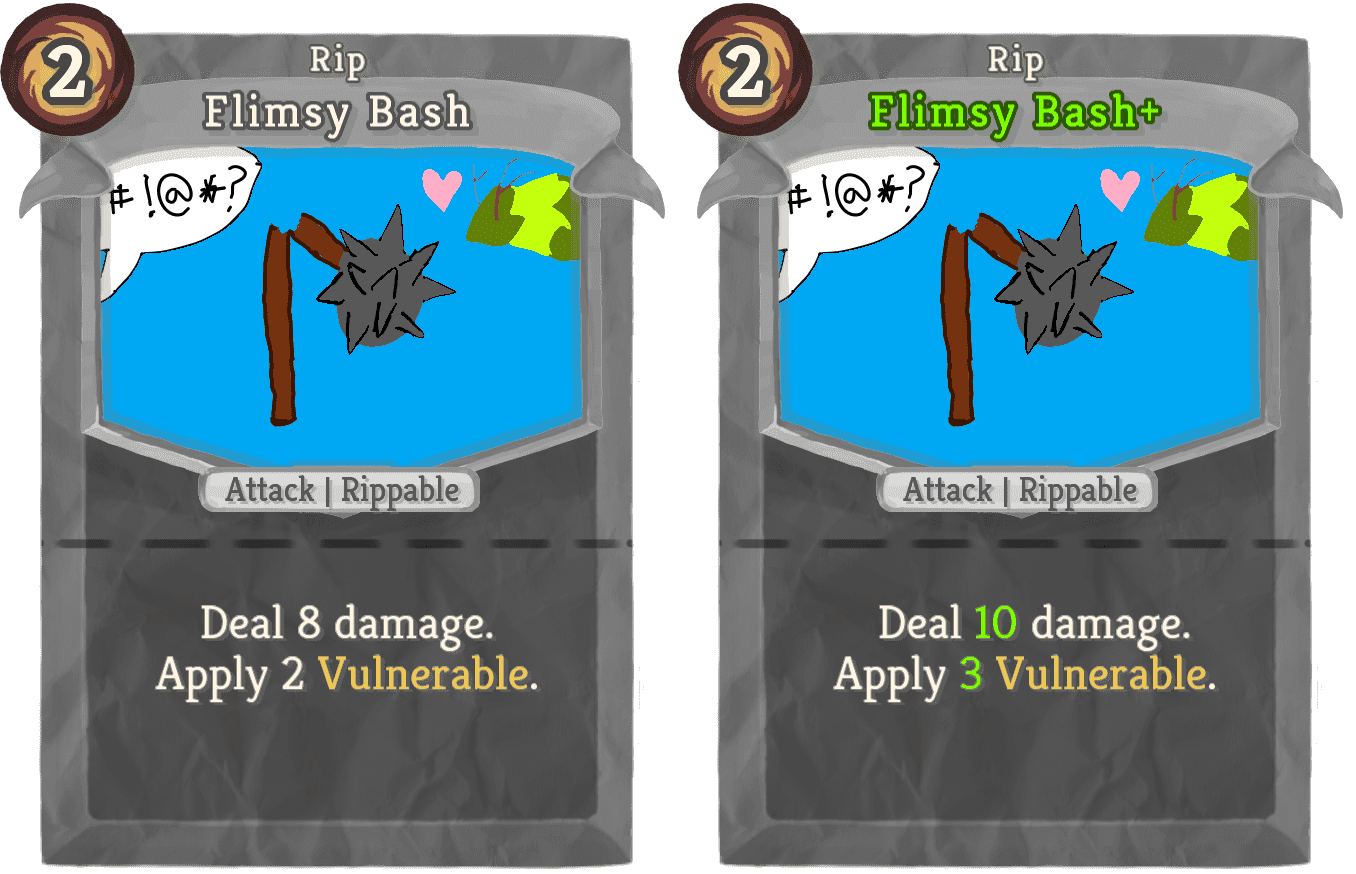 2
Rip
Flimsy Bash
#!@*?
Attack | Rippable
Deal 8 damage.
Apply 2 Vulnerable.
2
Rip
Flimsy Bash+
#!@*?
Attack | Rippable
Deal 10 damage.
Apply 3 Vulnerable.